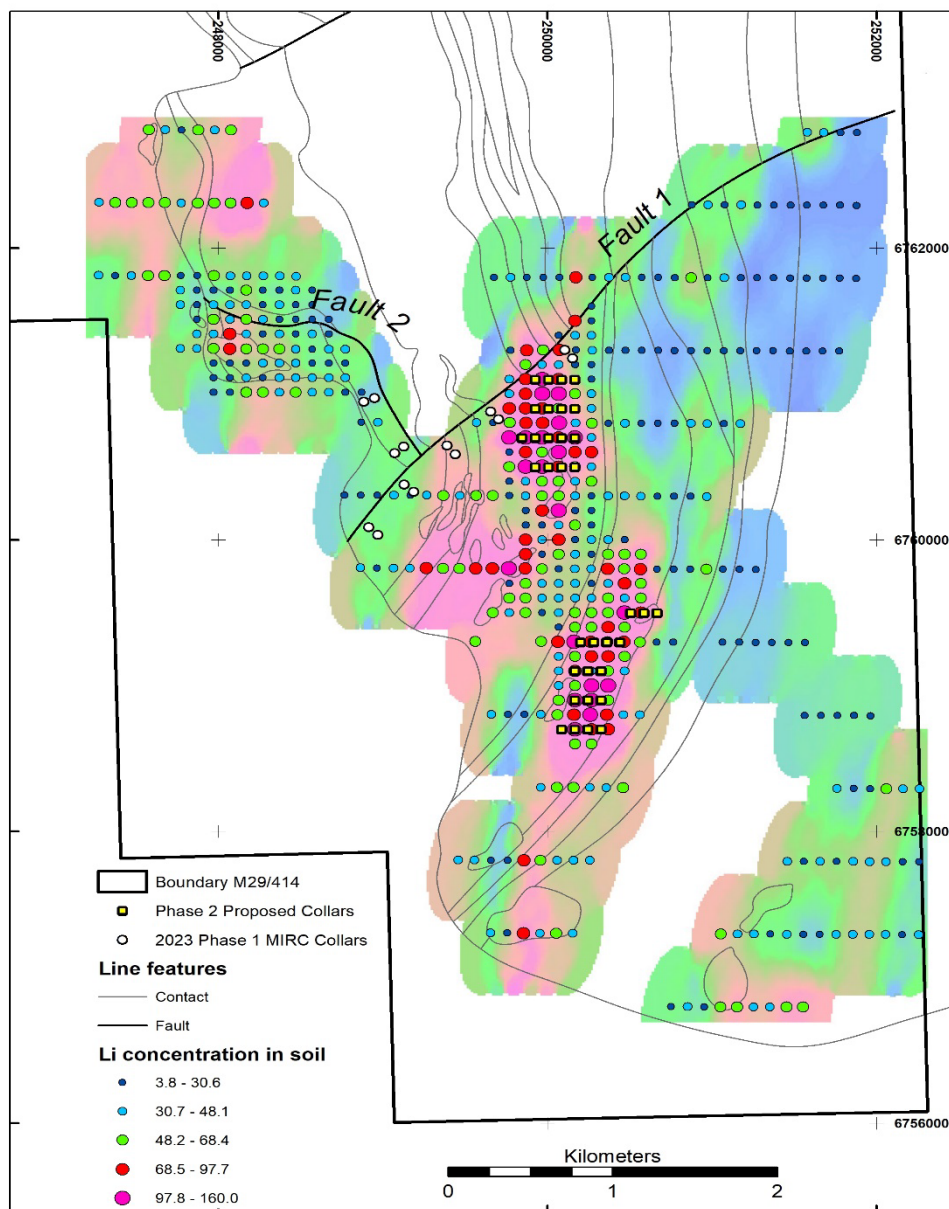 248000
250000
252000
Fault 1
6762000
Fault 2
6760000
6758000
Boundary M29/414
Phase 2 Proposed Collars
2023 Phase 1 MIRC Collars
Line features
Contact
Fault
Li concentration in soil
3.8 - 30.6
30.7 - 48.1
48.2 - 68.4
68.5 - 97.7
97.8 - 160.0
6756000
Kilometers
0 1 2